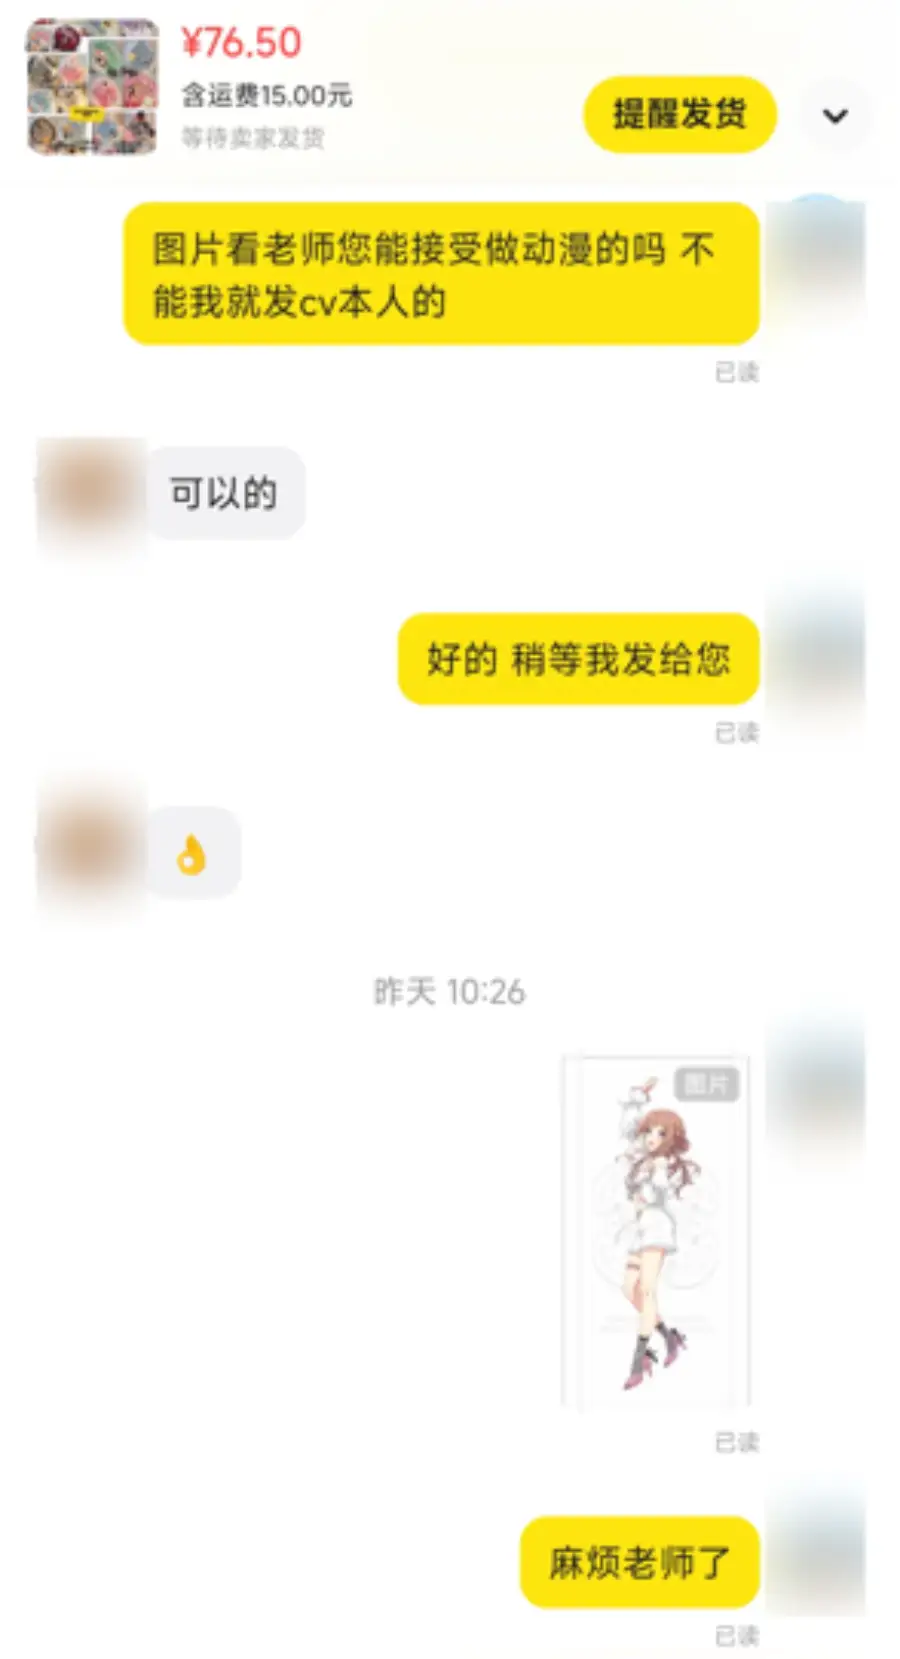 ¥76.50
含运费15.00元
等待卖家发货
提醒发货
图片看老师您能接受做动漫的吗 不
能我就发cv本人的
已读
可以的
好的 稍等我发给您
已读
昨天 10:26
图片
已读
麻烦老师了
已读